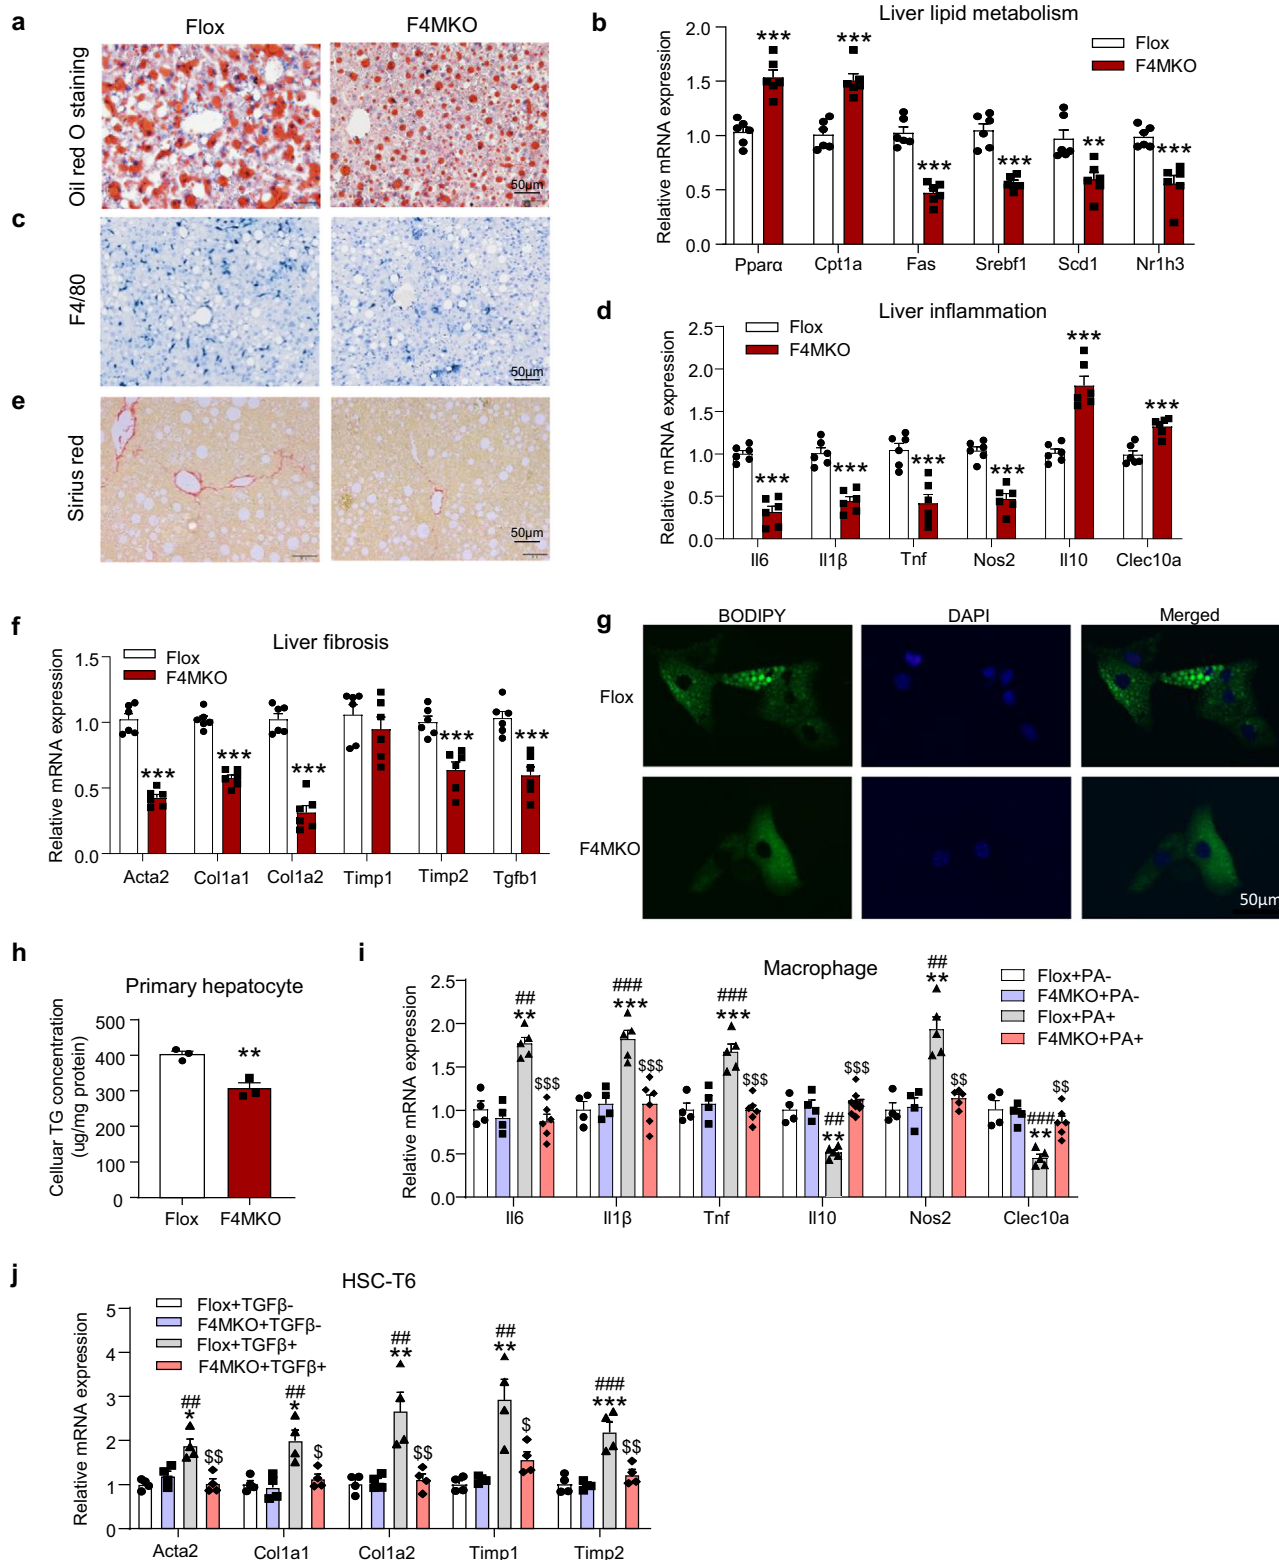 a
Flox
F4MKO
Oil red O staining
50μm
b
Liver lipid metabolism
Flox
F4MKO
Relative mRNA expression
2.0
1.5
1.0
0.5
0.0
***
***
***
***
**
***
Pparα
Cpt1a
Fas
Srebf1
Scd1
Nr1h3
c
F4/80
50μm
d
Liver inflammation
Flox
F4MKO
Relative mRNA expression
2.5
2.0
1.5
1.0
0.5
0.0
***
***
***
***
***
***
Il6
Il1β
Tnf
Nos2
Il10
Clec10a
e
Sirius red
50μm
f
Liver fibrosis
Flox
F4MKO
Relative mRNA expression
1.5
1.0
0.5
0.0
***
***
***
***
***
Acta2
Col1a1
Col1a2
Timp1
Timp2
Tgfb1
g
BODIPY
DAPI
Merged
Flox
F4MKO
50μm
h
Primary hepatocyte
Celluar TG concentration
(ug/mg protein)
500
400
300
200
100
0
**
Flox
F4MKO
i
Macrophage
Flox+PA-
F4MKO+PA-
Flox+PA+
F4MKO+PA+
Relative mRNA expression
2.5
2.0
1.5
1.0
0.5
0.0
##
**
$$$
###
***
$$$
###
***
$$$
##
**
$$$
##
**
$$
###
**
$$
Il6
Il1β
Tnf
Il10
Nos2
Clec10a
j
HSC-T6
Flox+TGFβ-
F4MKO+TGFβ-
Flox+TGFβ+
F4MKO+TGFβ+
Relative mRNA expression
5
4
3
2
1
0
##
*
$$
##
*
$
##
**
$$
##
**
$
###
***
$$
Acta2
Col1a1
Col1a2
Timp1
Timp2